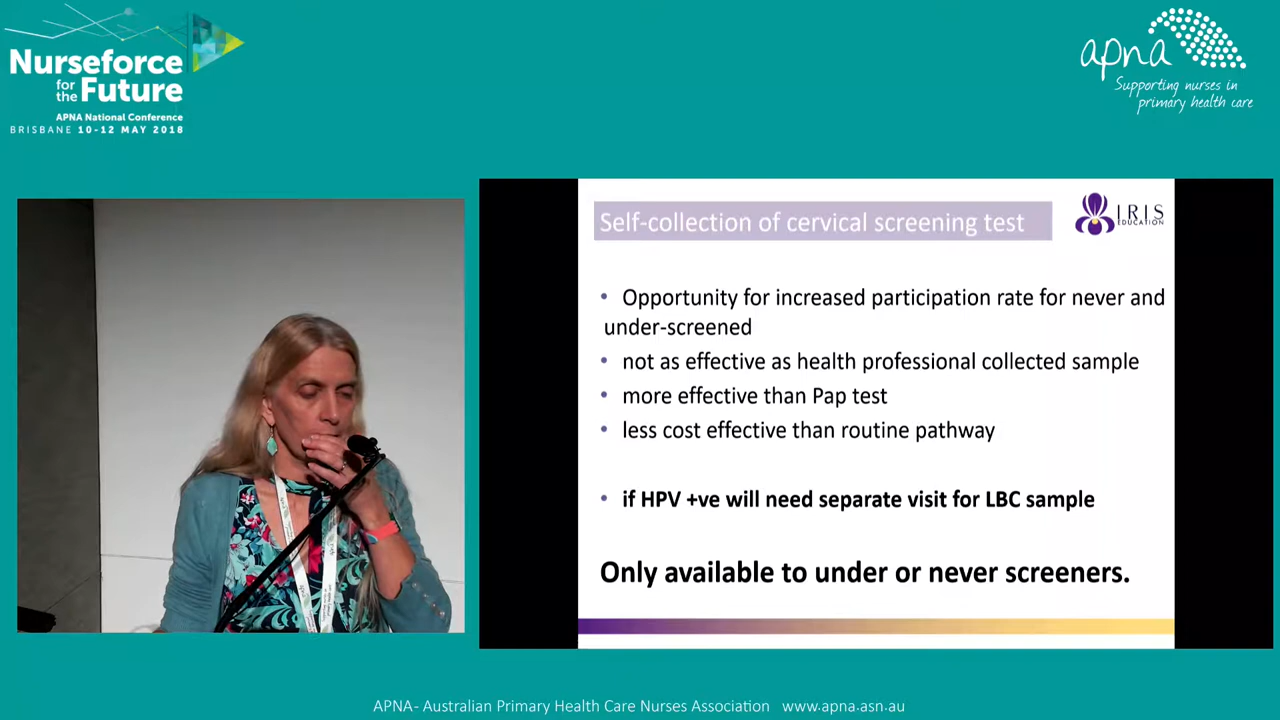 Nurseforce
for the Future
APNA National Conference
BRISBANE 10-12 MAY 2018
apna
Supporting nurses in
primary health care
Self-collection of cervical screening test
IRIS
EDUCATION
• Opportunity for increased participation rate for never and
under-screened
• not as effective as health professional collected sample
• more effective than Pap test
• less cost effective than routine pathway
• if HPV +ve will need separate visit for LBC sample
Only available to under or never screeners.
APNA- Australian Primary Health Care Nurses Association www.apna.asn.au